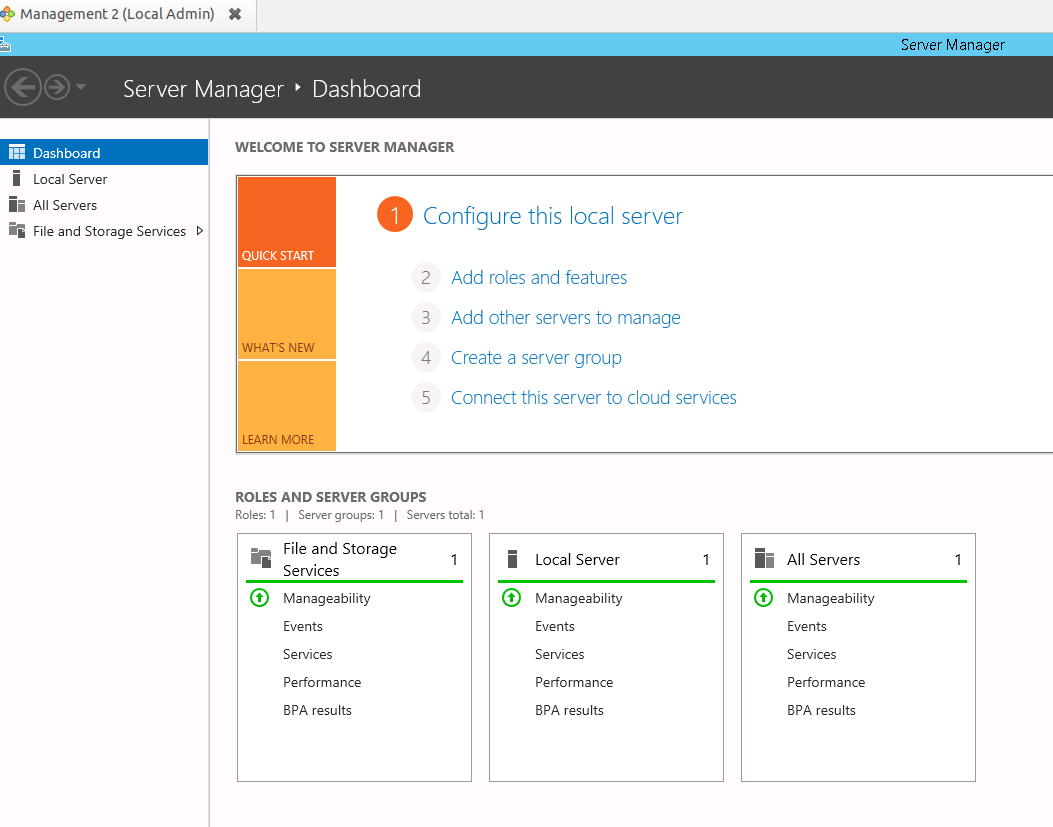 Management 2 (Local Admin) ✖
Server Manager
Server Manager ‣ Dashboard
Dashboard
Local Server
All Servers
File and Storage Services
WELCOME TO SERVER MANAGER
QUICK START
WHAT'S NEW
LEARN MORE
1 Configure this local server
2 Add roles and features
3 Add other servers to manage
4 Create a server group
5 Connect this server to cloud services
ROLES AND SERVER GROUPS
Roles: 1 | Server groups: 1 | Servers total: 1
File and Storage
Services 1
Manageability
Events
Services
Performance
BPA results
Local Server 1
Manageability
Events
Services
Performance
BPA results
All Servers 1
Manageability
Events
Services
Performance
BPA results